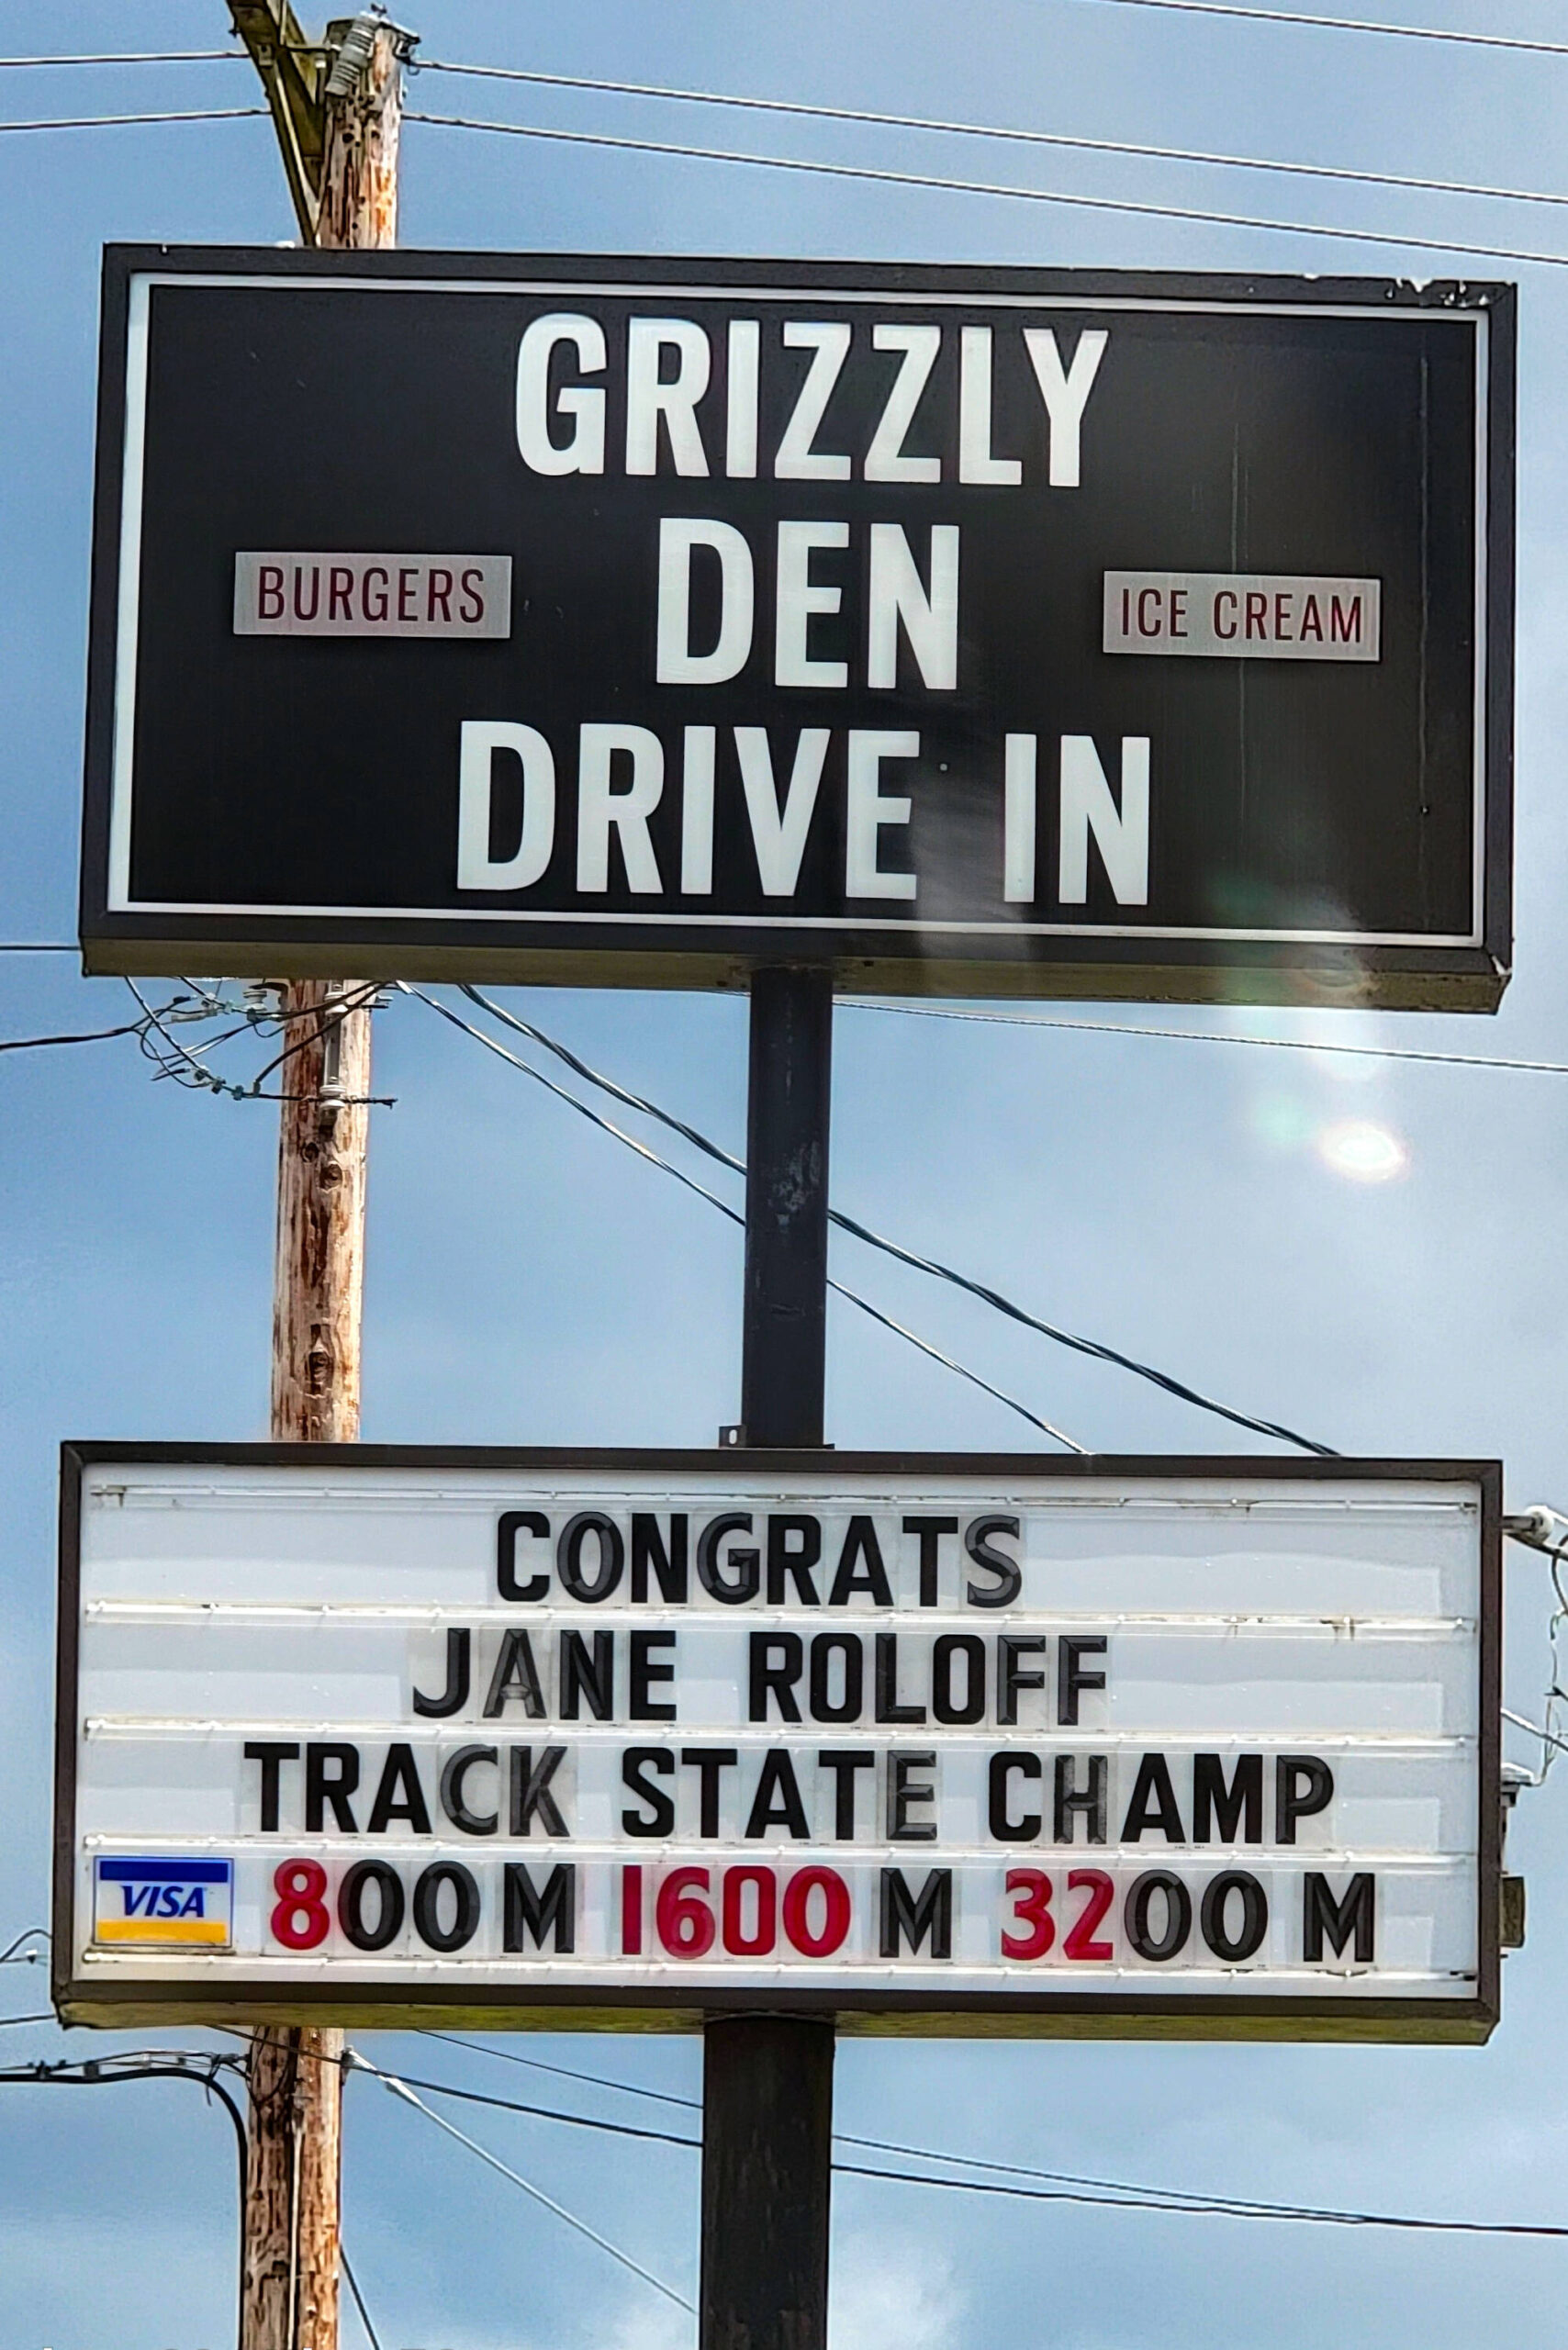 GRIZZLY
BURGERS DEN ICE CREAM
DRIVE IN
CONGRATS
JANE ROLOFF
TRACK STATE CHAMP
VISA 800 M 1600 M 3200 M